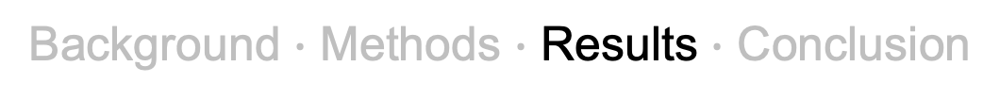 Background · Methods · Results · Conclusion